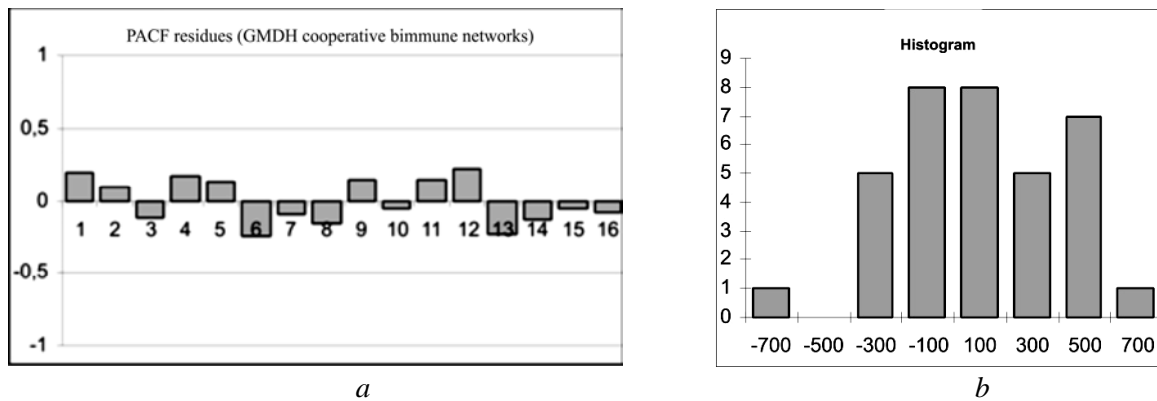 PACF residues (GMDH cooperative bimmune networks)
1
0,5
0
-0,5
-1
1 2 3 4 5 6 7 8 9 10 11 12 13 14 15 16
a
Histogram
9
8
7
6
5
4
3
2
1
0
-700 -500 -300 -100 100 300 500 700
b